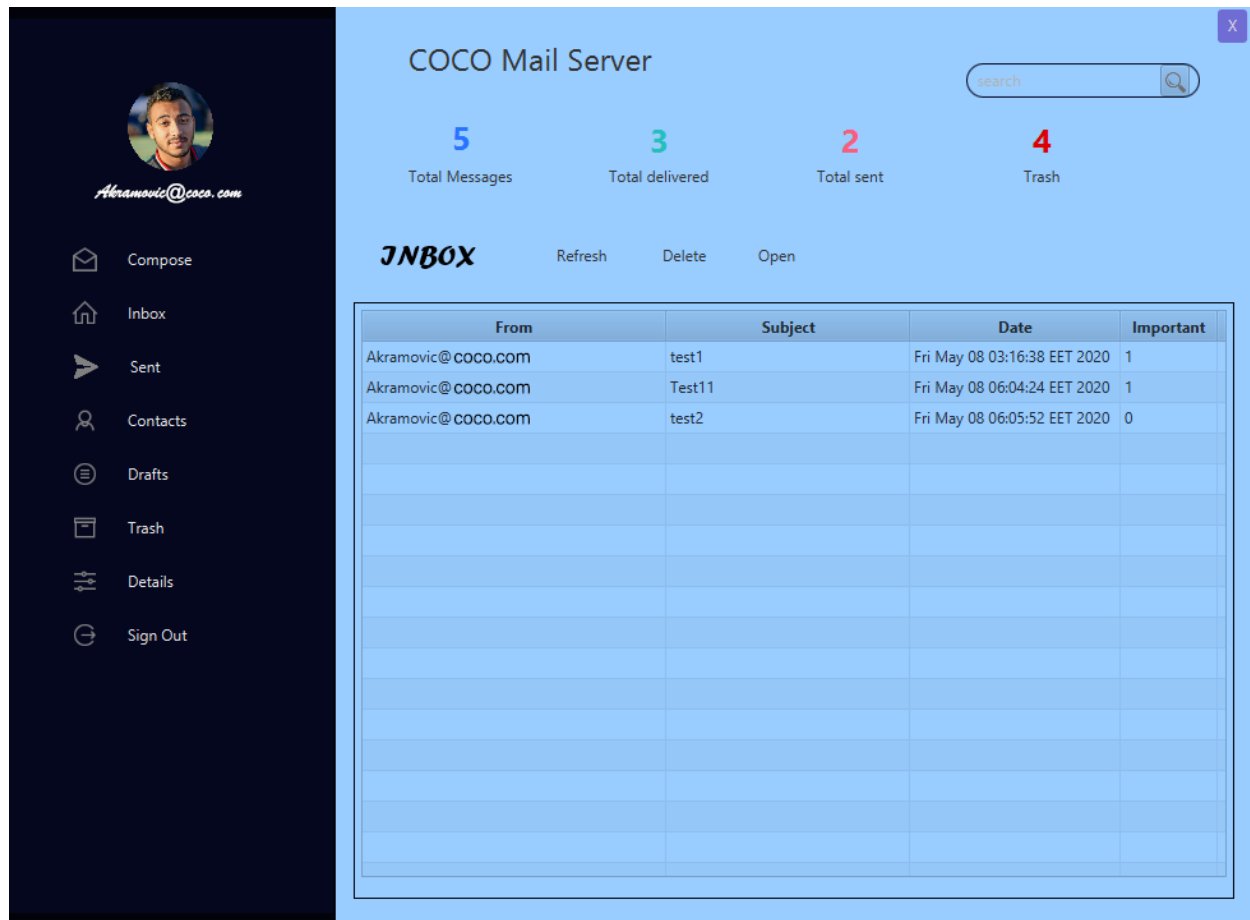 X
COCO Mail Server
search
5 3 2 4
Total Messages Total delivered Total sent Trash
Akramovic@coco.com
Compose
Inbox
Sent
Contacts
Drafts
Trash
Details
Sign Out
INBOX Refresh Delete Open
From Subject Date Important
Akramovic@coco.com test1 Fri May 08 03:16:38 EET 2020 1
Akramovic@coco.com Test11 Fri May 08 06:04:24 EET 2020 1
Akramovic@coco.com test2 Fri May 08 06:05:52 EET 2020 0